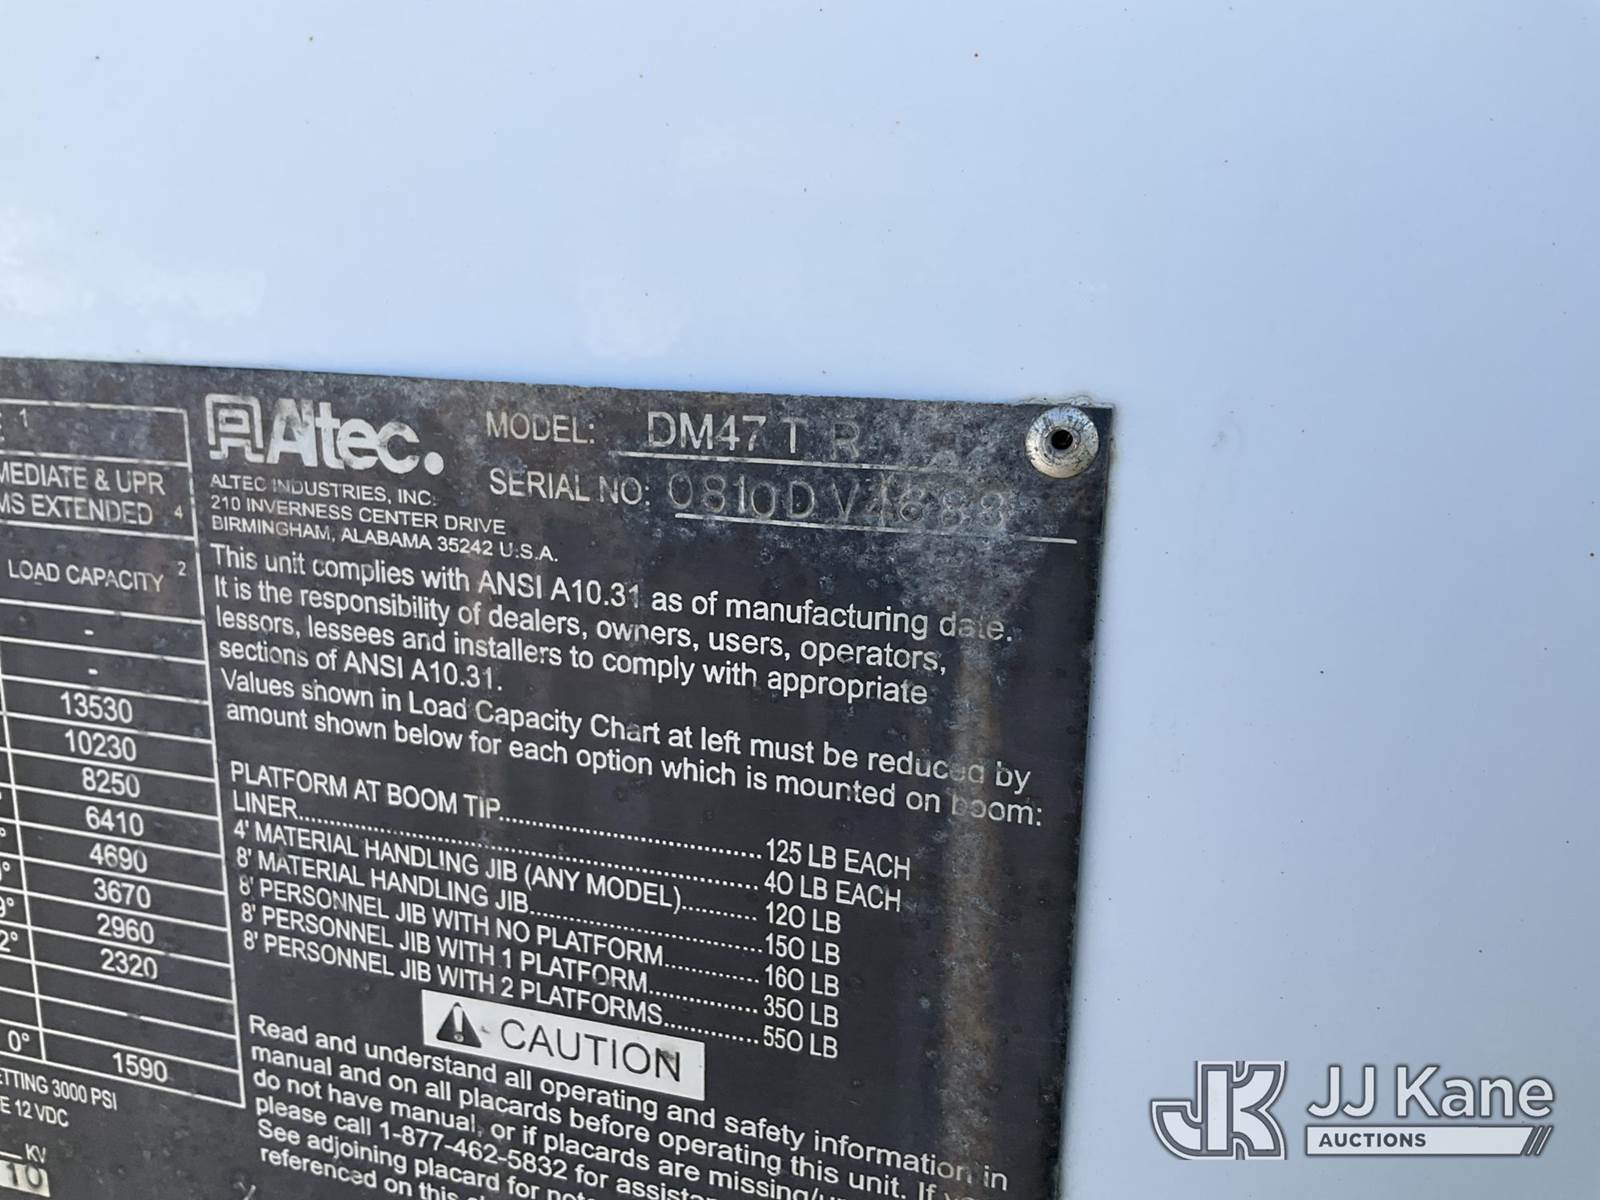 1
MEDIATE & UPR
MS EXTENDED 4
LOAD CAPACITY 2
-
-
13530
10230
8250
6410
4690
3670
2960
2320
0° 1590
ETTING 3000 PSI
E 12 VDC
KV
10
Altec.
MODEL: DM47 T R
SERIAL NO: 0810DV4883
ALTEC INDUSTRIES, INC.
210 INVERNESS CENTER DRIVE
BIRMINGHAM, ALABAMA 35242 U.S.A.
This unit complies with ANSI A10.31 as of manufacturing date.
It is the responsibility of dealers, owners, users, operators,
lessors, lessees and installers to comply with appropriate
sections of ANSI A10.31.
Values shown in Load Capacity Chart at left must be reduced by
amount shown below for each option which is mounted on boom:
PLATFORM AT BOOM TIP........................ 125 LB EACH
LINER........................ 40 LB EACH
4' MATERIAL HANDLING JIB (ANY MODEL)........... 120 LB
8' MATERIAL HANDLING JIB........................ 150 LB
8' PERSONNEL JIB WITH NO PLATFORM............. 160 LB
8' PERSONNEL JIB WITH 1 PLATFORM............... 350 LB
8' PERSONNEL JIB WITH 2 PLATFORMS............. 550 LB
CAUTION
Read and understand all operating and safety information in
manual and on all placards before operating this unit. If
do not have manual, or if placards are missing/
please call 1-877-462-5832 for
See adjoining placard for
referenced on this
JK JJ Kane
AUCTIONS